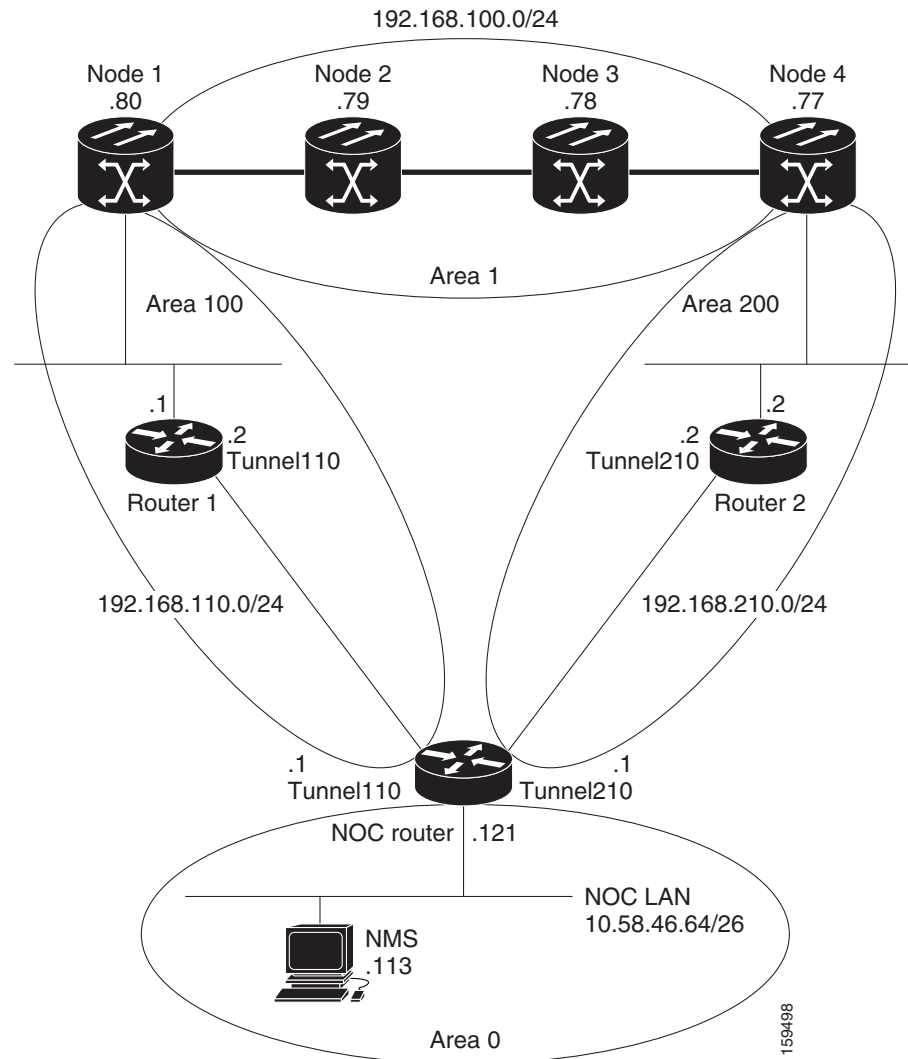 192.168.100.0/24
Node 1
.80
Node 2
.79
Node 3
.78
Node 4
.77
Area 1
Area 100
Area 200
.1
.2
Tunnel110
Router 1
.2
.2
Tunnel210
Router 2
192.168.110.0/24
192.168.210.0/24
.1
Tunnel110
.1
Tunnel210
NOC router
.121
NOC LAN
10.58.46.64/26
NMS
.113
Area 0
159498